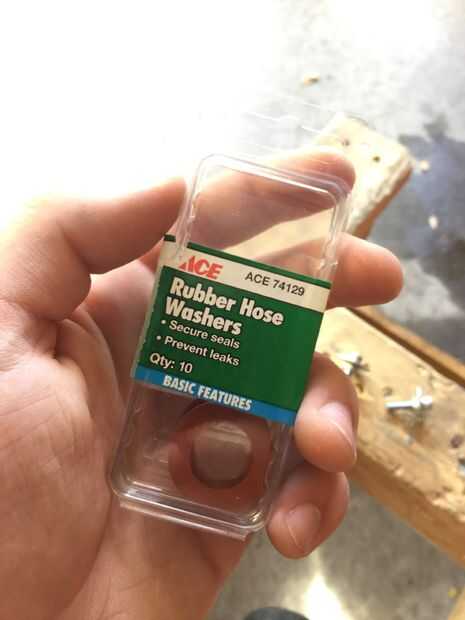 ACE
ACE 74129
Rubber Hose
Washers
• Secure seals
• Prevent leaks
Qty: 10
BASIC FEATURES